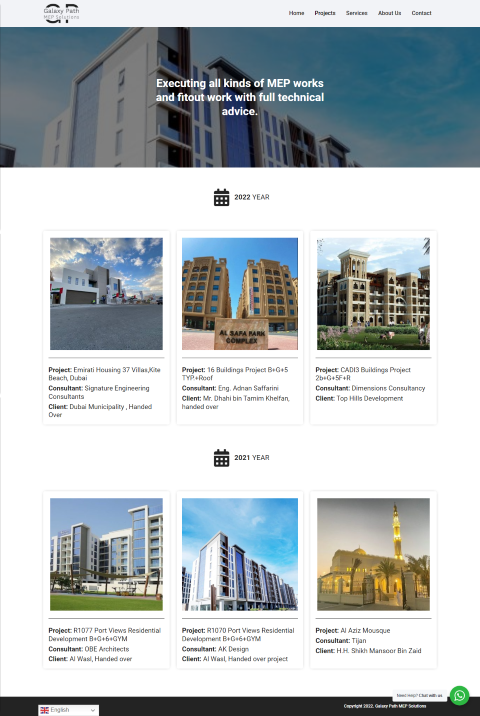 Galaxy Path
MEP Solutions
Home Projects Services About Us Contact
Executing all kinds of MEP works
and fitout work with full technical
advice.
2022 YEAR
AL SAFA PARK
COMPLEX
Project: Emirati Housing 37 Villas,Kite
Beach, Dubai
Consultant: Signature Engineering
Consultants
Client: Dubai Municipality , Handed
Over
Project: 16 Buildings Project B+G+5
TYP.+Roof
Consultant: Eng. Adnan Saffarini
Client: Mr. Dhahi bin Tamim Khelfan,
handed over
Project: CADI3 Buildings Project
2b+G+5F+R
Consultant: Dimensions Consultancy
Client: Top Hills Development
2021 YEAR
Project: R1077 Port Views Residential
Development B+G+6+GYM
Consultant: OBE Architects
Client: Al Wasl, Handed over
Project: R1070 Port Views Residential
Development B+G+6+GYM
Consultant: AK Design
Client: Al Wasl, Handed over project
Project: Al Aziz Mousque
Consultant: Tijan
Client: H.H. Shikh Mansoor Bin Zaid
Need Help? Chat with us
Copyright 2022. Galaxy Path MEP Solutions
English